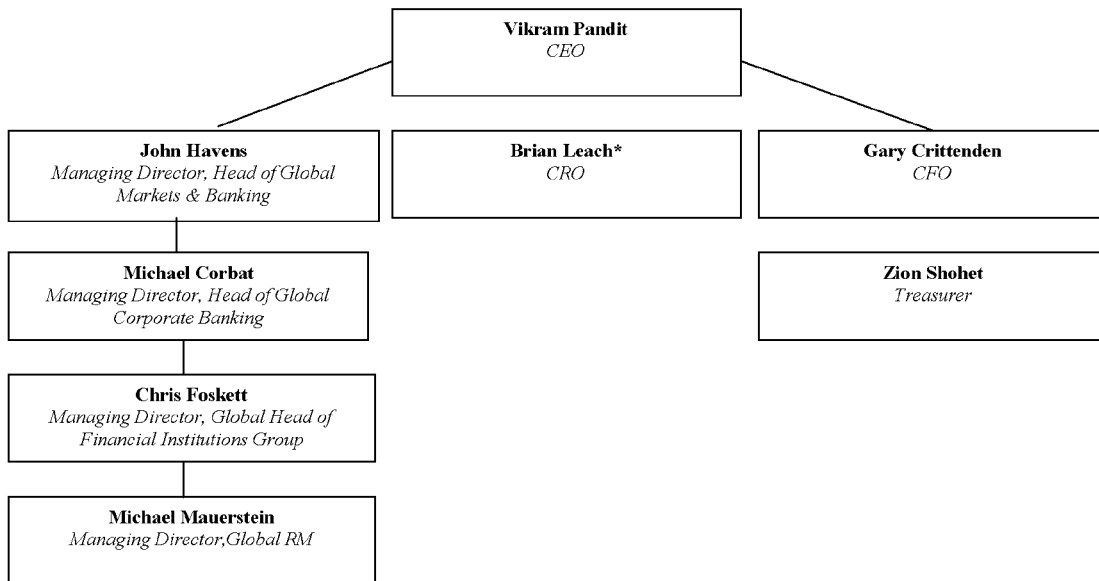 Vikram Pandit
CEO
John Havens
Managing Director, Head of Global
Markets & Banking
Brian Leach*
CRO
Gary Crittenden
CFO
Michael Corbat
Managing Director, Head of Global
Corporate Banking
Zion Shohet
Treasurer
Chris Foskett
Managing Director, Global Head of
Financial Institutions Group
Michael Mauerstein
Managing Director,Global RM